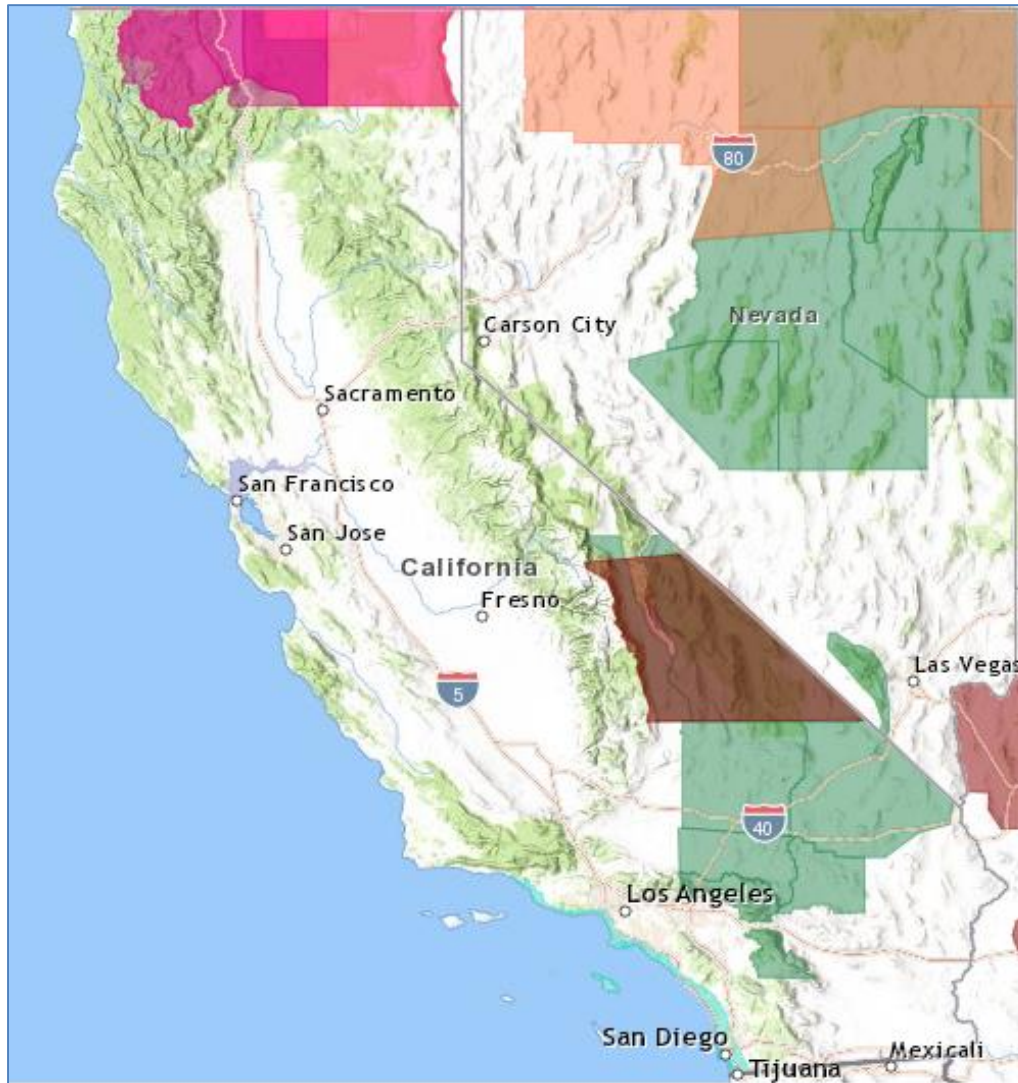 80
Nevada
Carson City
Sacramento
San Francisco
San Jose
California
Fresno
Las Vegas
5
40
Los Angeles
San Diego
Mexicali
Tijuana